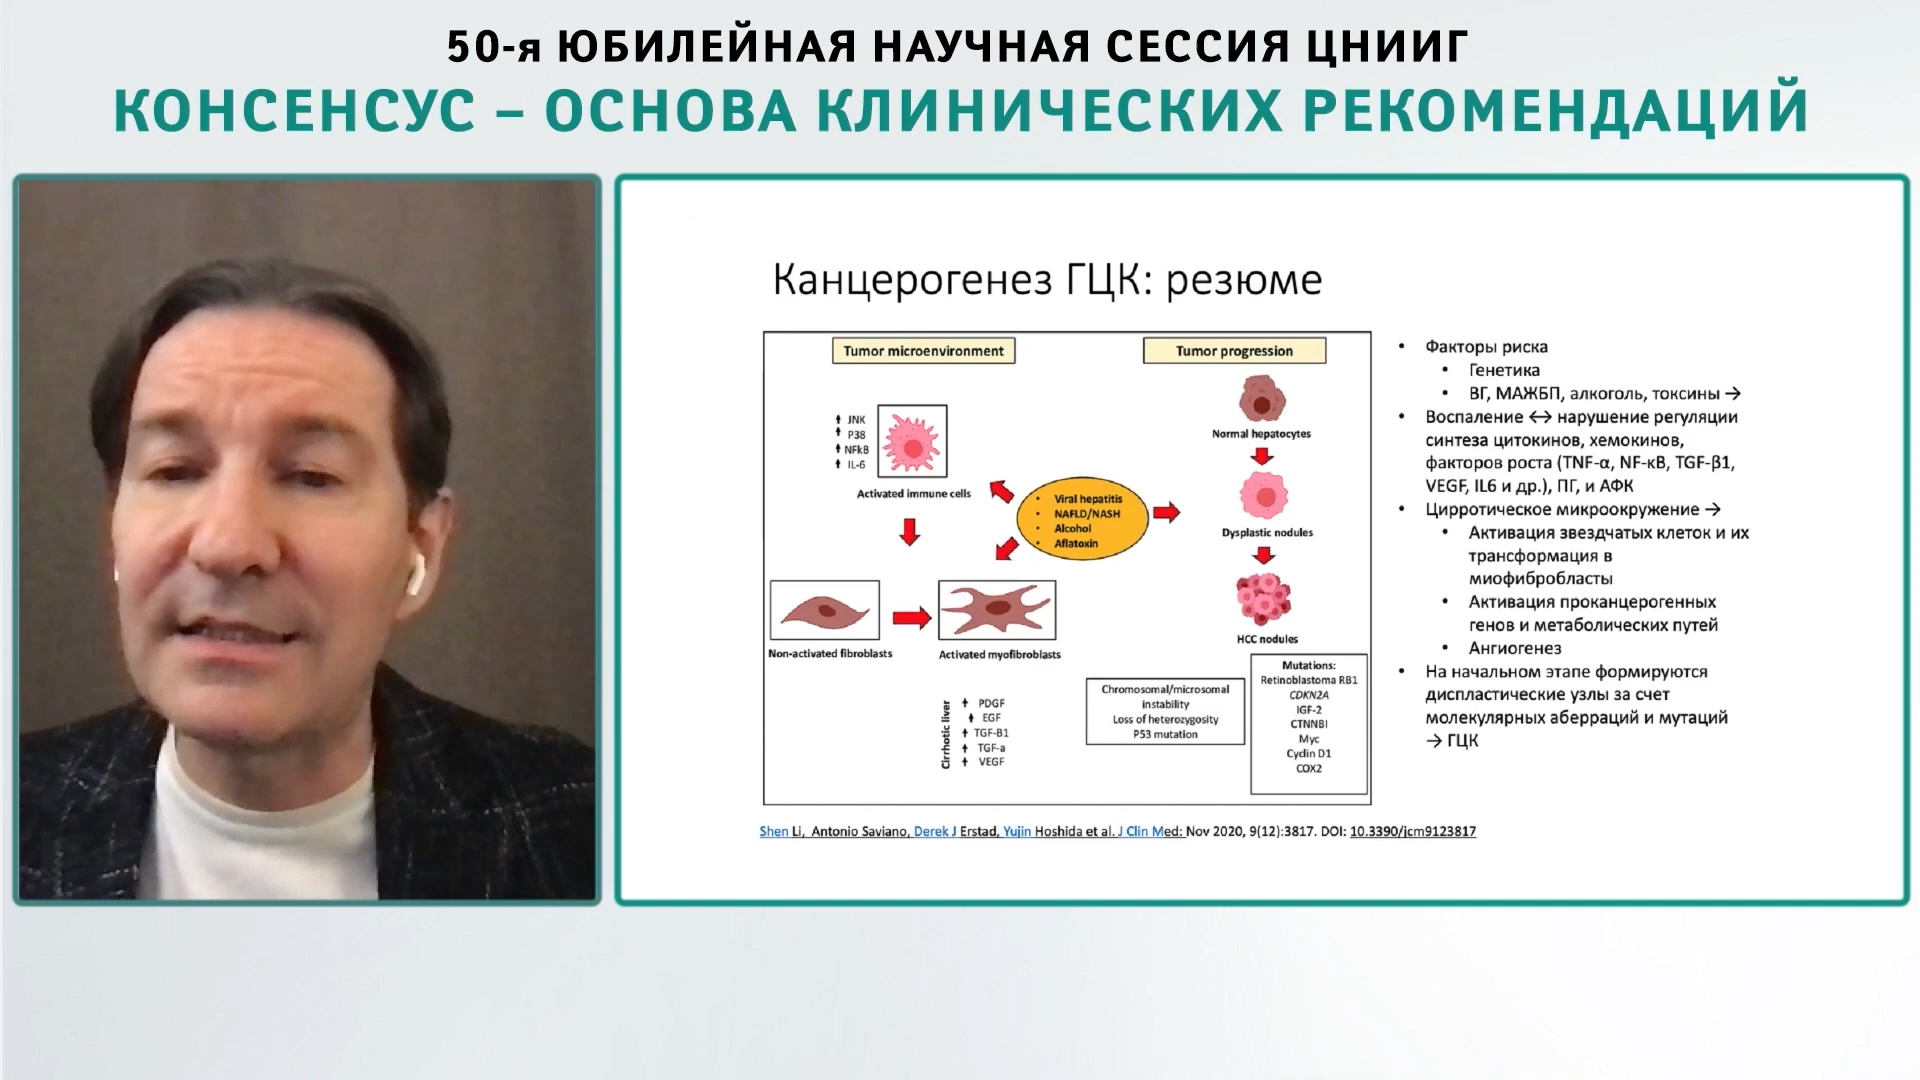 50-я ЮБИЛЕЙНАЯ НАУЧНАЯ СЕССИЯ ЦНИИГ
КОНСЕНСУС – ОСНОВА КЛИНИЧЕСКИХ РЕКОМЕНДАЦИЙ
Канцерогенез ГЦК: резюме
Tumor microenvironment
JNK
P38
NFkB
IL-6
Activated immune cells
Viral hepatitis
NAFLD/NASH
Alcohol
Aflatoxin
Non-activated fibroblasts
Activated myofibroblasts
Cirrhotic liver
PDGF
EGF
TGF-B1
TGF-a
VEGF
Tumor progression
Normal hepatocytes
Dysplastic nodules
HCC nodules
Chromosomal/microsomal
instability
Loss of heterozygosity
P53 mutation
Mutations:
Retinoblastoma RB1
CDKN2A
IGF-2
CTNNBI
Myc
Cyclin D1
COX2
• Факторы риска
• Генетика
• ВГ, МАЖБП, алкоголь, токсины →
• Воспаление ↔ нарушение регуляции
синтеза цитокинов, хемокинов,
факторов роста (TNF-α, NF-κB, TGF-β1,
VEGF, IL6 и др.), ПГ, и АФК
• Цирротическое микроокружение →
• Активация звездчатых клеток и их
трансформация в
миофибробласты
• Активация проканцерогенных
генов и метаболических путей
• Ангиогенез
• На начальном этапе формируются
диспластические узлы за счет
молекулярных аберраций и мутаций
→ ГЦК
Shen Li, Antonio Saviano, Derek J Erstad, Yujin Hoshida et al. J Clin Med: Nov 2020, 9(12):3817. DOI: 10.3390/jcm9123817